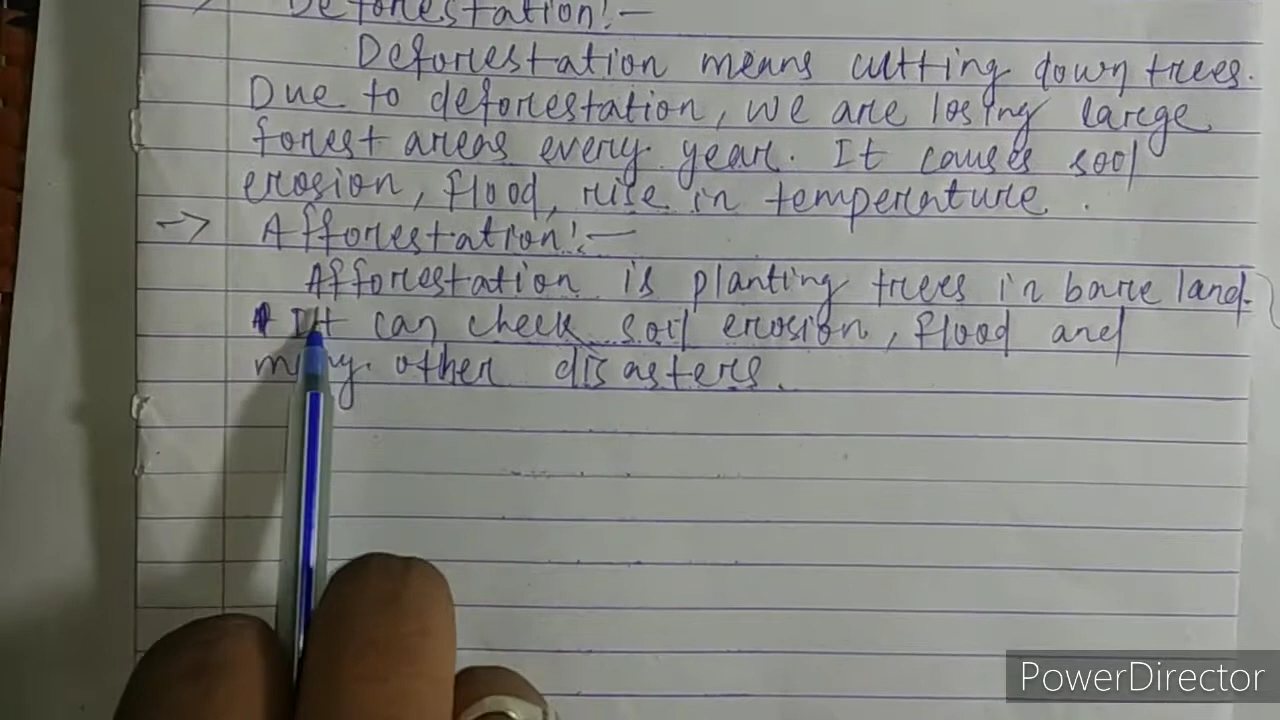 Deforestation:-
Deforestation means cutting down trees.
Due to deforestation, we are losing large
forest areas every year. It causes soil
erosion, flood, rise in temperature.
→ Afforestation:-
Afforestation is planting trees in bare land.
It can check soil erosion, flood and
many other disasters.
PowerDirector